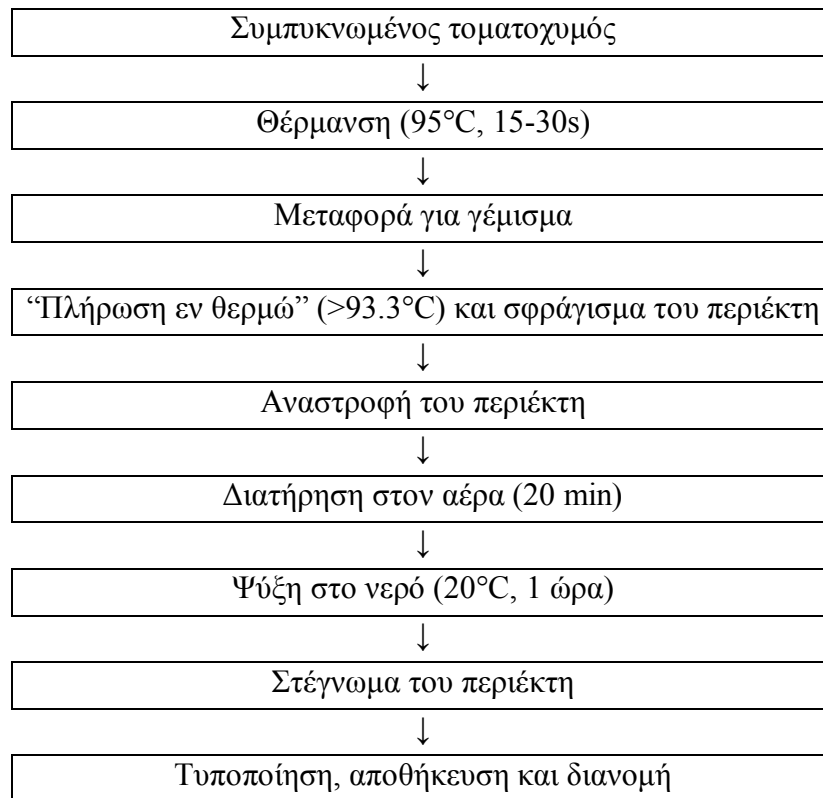 Συμπυκνωμένος τοματοχυμός
↓
Θέρμανση (95°C, 15-30s)
↓
Μεταφορά για γέμισμα
↓
“Πλήρωση εν θερμώ” (>93.3°C) και σφράγισμα του περιέκτη
↓
Αναστροφή του περιέκτη
↓
Διατήρηση στον αέρα (20 min)
↓
Ψύξη στο νερό (20°C, 1 ώρα)
↓
Στέγνωμα του περιέκτη
↓
Τυποποίηση, αποθήκευση και διανομή